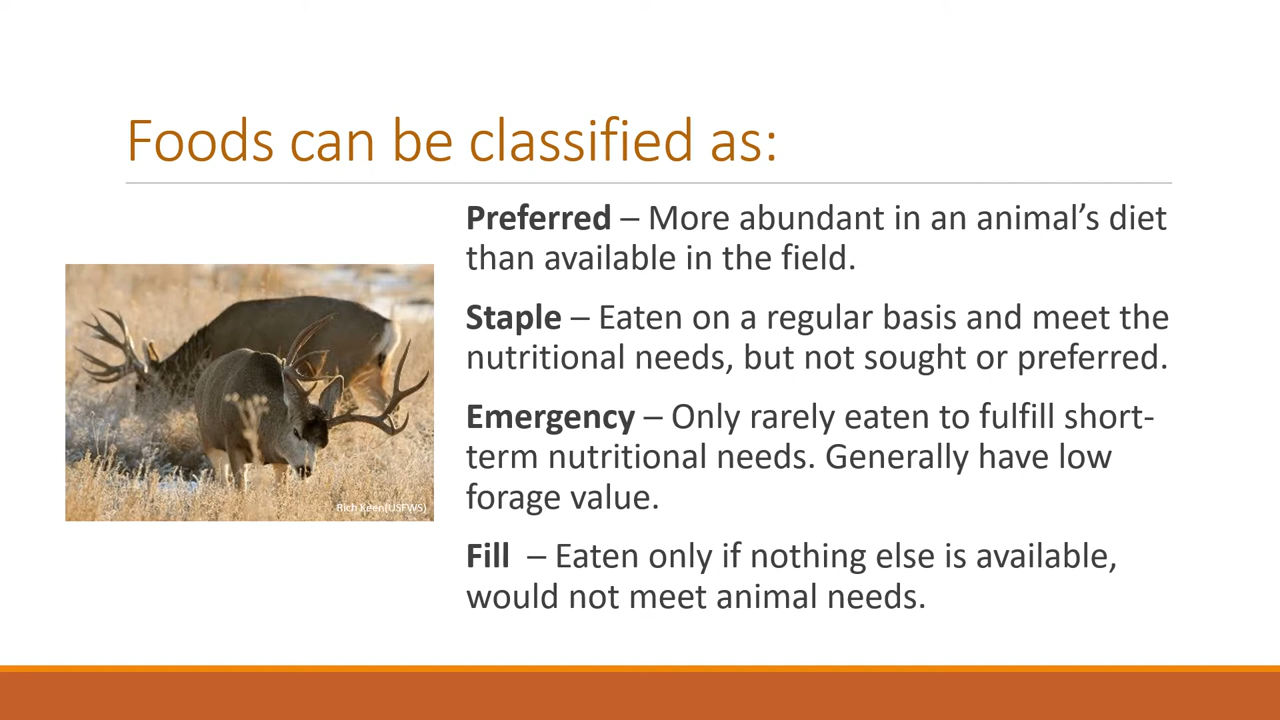 Foods can be classified as:
Preferred – More abundant in an animal’s diet
than available in the field.
Staple – Eaten on a regular basis and meet the
nutritional needs, but not sought or preferred.
Emergency – Only rarely eaten to fulfill short-
term nutritional needs. Generally have low
forage value.
Fill – Eaten only if nothing else is available,
would not meet animal needs.
Rich Keen(USFWS)